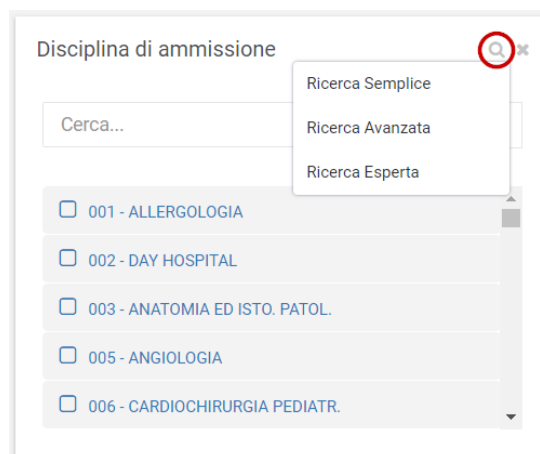 Disciplina di ammissione
Ricerca Semplice
Cerca...
Ricerca Avanzata
Ricerca Esperta
001 - ALLERGOLOGIA
002 - DAY HOSPITAL
003 - ANATOMIA ED ISTO. PATOL.
005 - ANGIOLOGIA
006 - CARDIOCHIRURGIA PEDIATR.